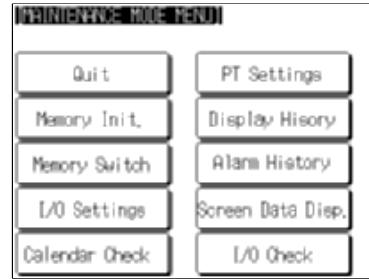 [MAINTENANCE MODE MENU]
Quit
PT Settings
Memory Init.
Display Hisory
Memory Switch
Alarm History
I/O Settings
Screen Data Disp.
Calendar Check
I/O Check